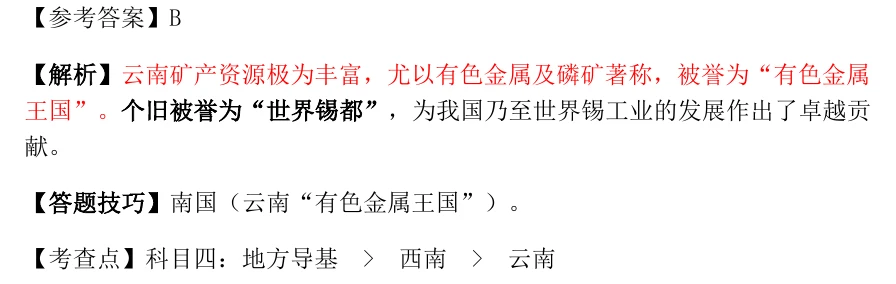 【参考答案】B
【解析】云南矿产资源极为丰富，尤以有色金属及磷矿著称，被誉为“有色金属
王国”。个旧被誉为“世界锡都”，为我国乃至世界锡工业的发展作出了卓越贡
献。
【答题技巧】南国（云南“有色金属王国”）。
【考查点】科目四：地方导基 > 西南 > 云南